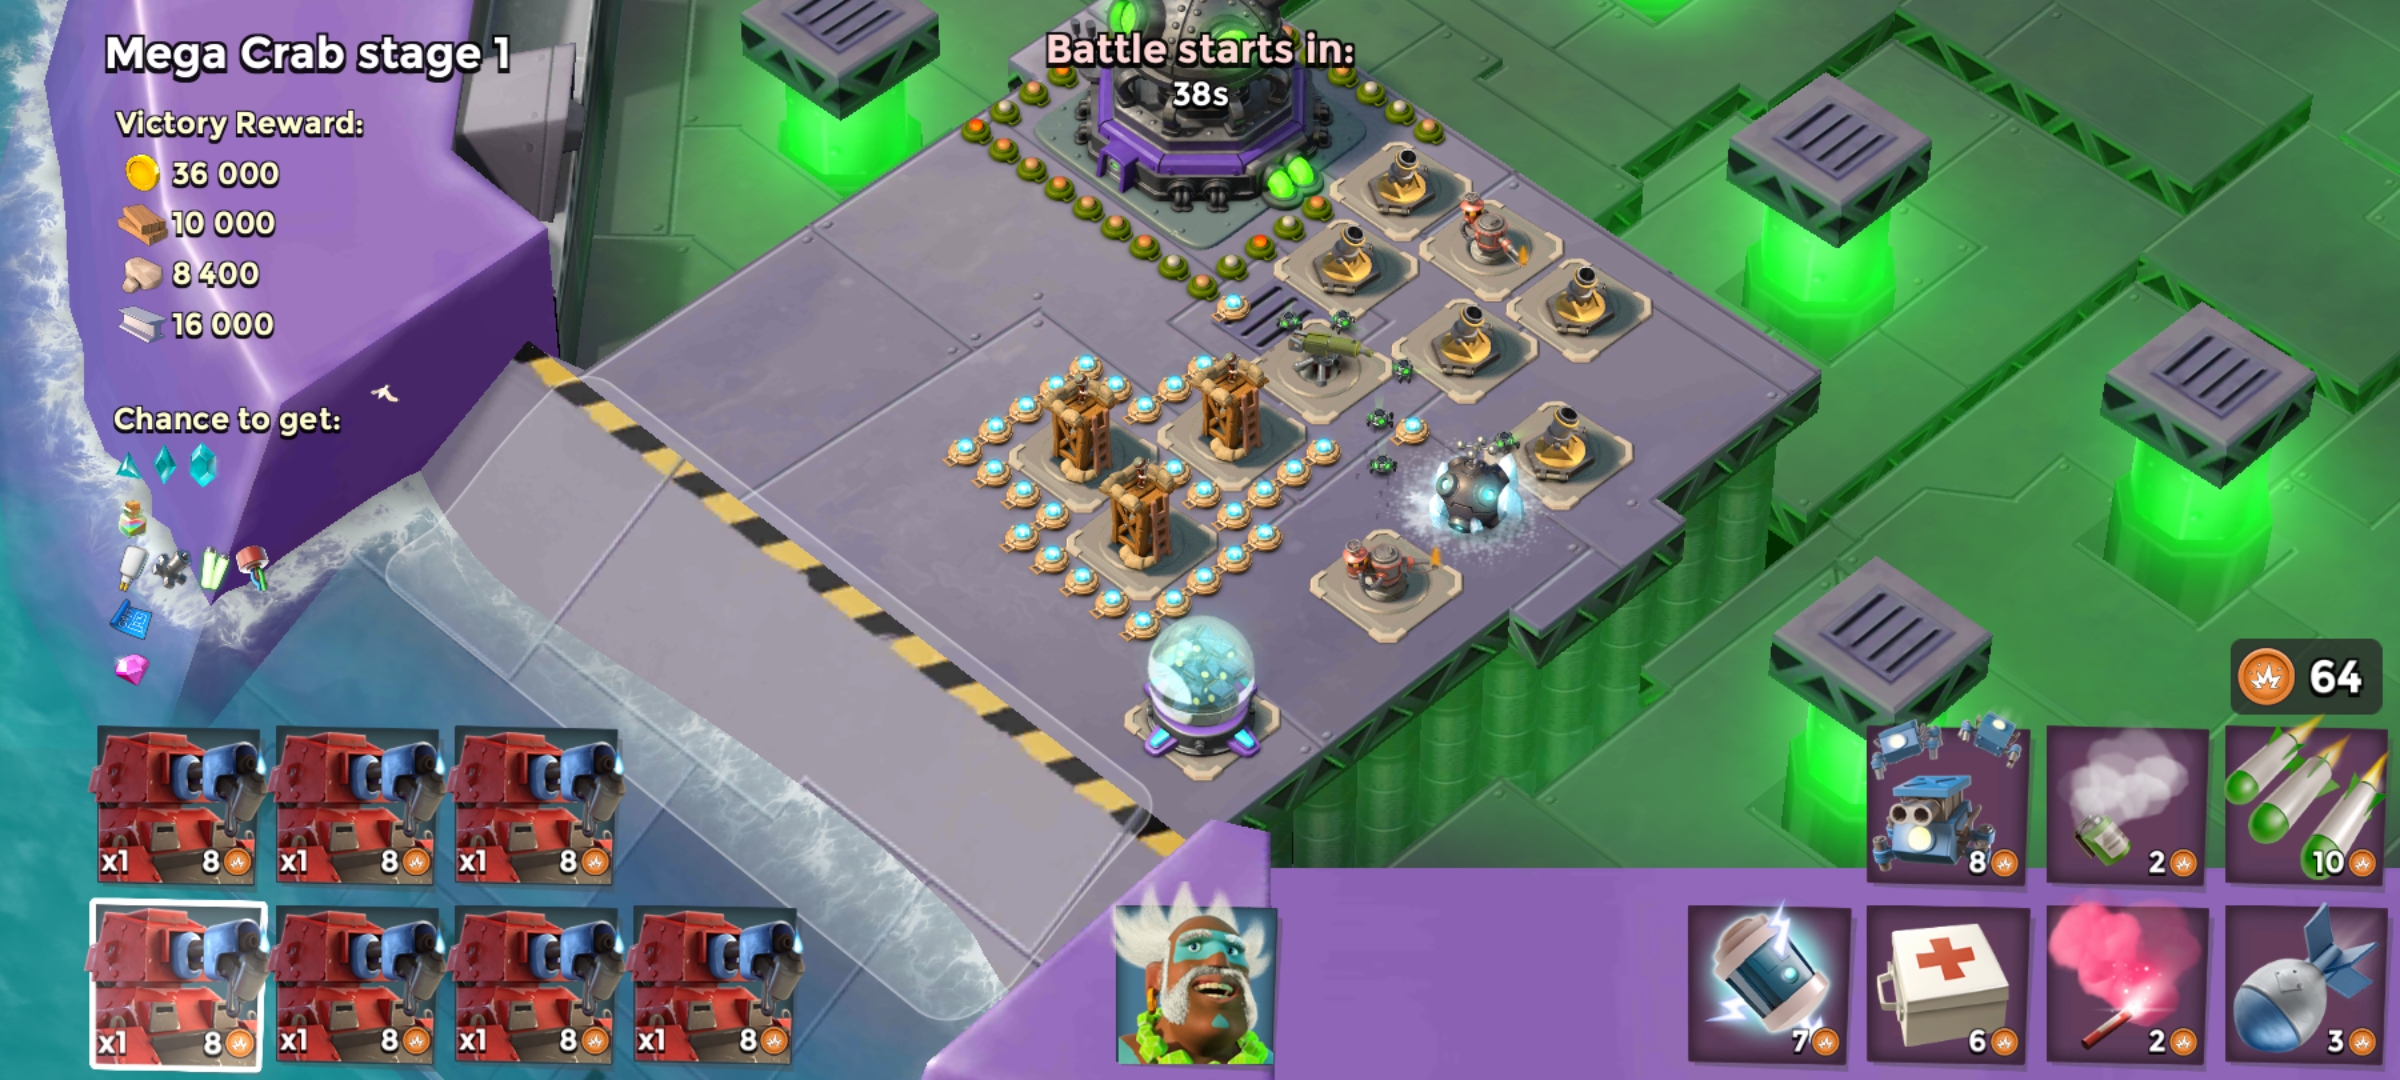 Mega Crab stage 1
Battle starts in:
38s
Victory Reward:
36 000
10 000
8 400
16 000
Chance to get:
64
x1 8
x1 8
x1 8
8
2
10
x1 8
x1 8
x1 8
x1 8
7
6
2
3